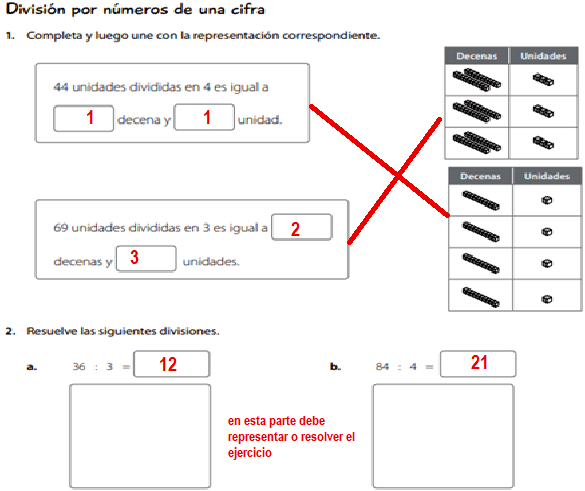 División por números de una cifra
1. Completa y luego une con la representación correspondiente.
44 unidades divididas en 4 es igual a
1 decena y 1 unidad.
Decenas Unidades
69 unidades divididas en 3 es igual a 2
decenas y 3 unidades.
Decenas Unidades
2. Resuelve las siguientes divisiones.
a. 36 : 3 = 12
b. 84 : 4 = 21
en esta parte debe
representar o resolver el
ejercicio